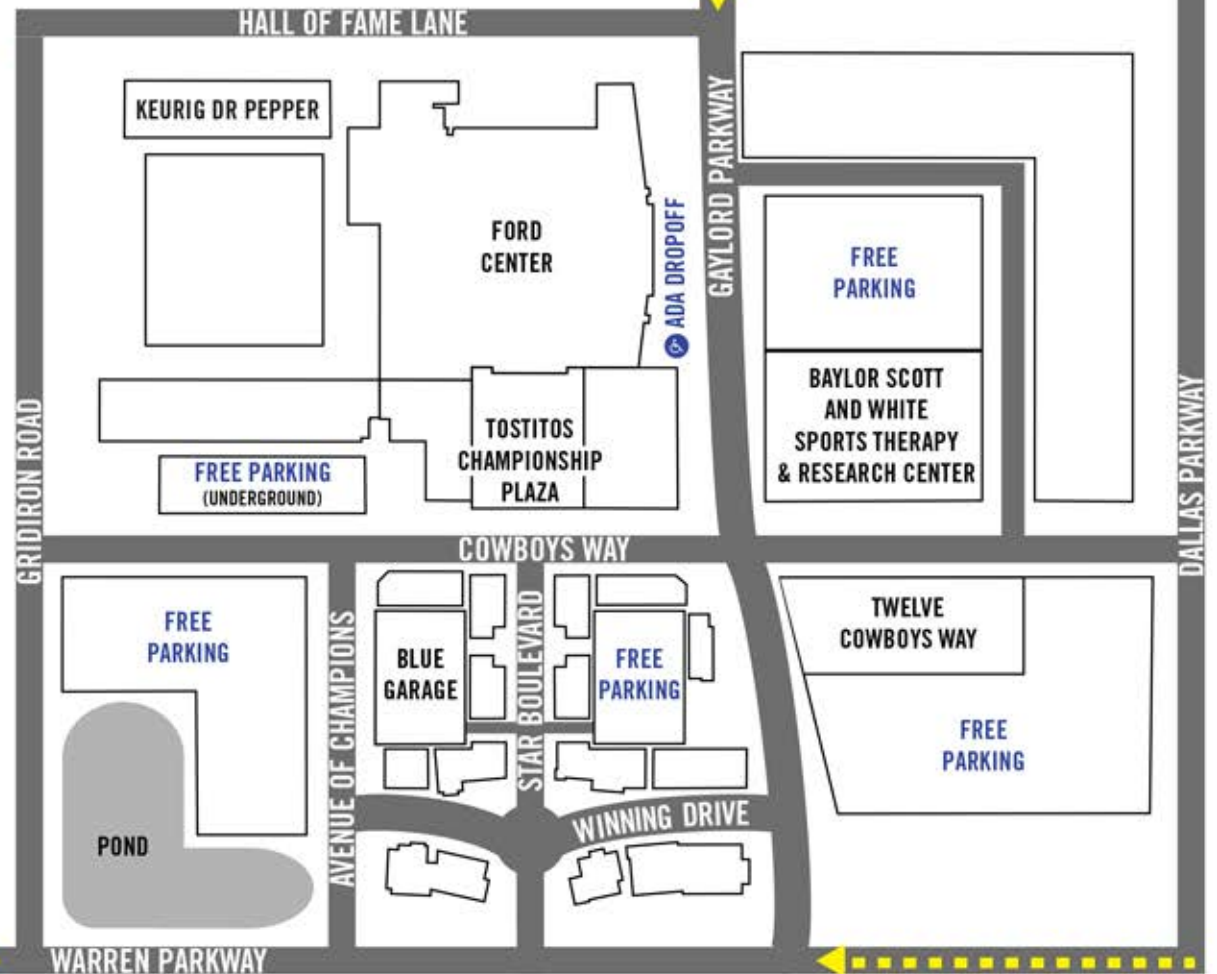 HALL OF FAME LANE
KEURIG DR PEPPER
GAYLORD PARKWAY
FORD
CENTER
ADA DROPOFF
FREE
PARKING
BAYLOR SCOTT
AND WHITE
SPORTS THERAPY
& RESEARCH CENTER
TOSTITOS
CHAMPIONSHIP
PLAZA
FREE PARKING
(UNDERGROUND)
GRIDIRON ROAD
DALLAS PARKWAY
COWBOYS WAY
FREE
PARKING
AVENUE OF CHAMPIONS
BLUE
GARAGE
STAR BOULEVARD
FREE
PARKING
TWELVE
COWBOYS WAY
FREE
PARKING
WINNING DRIVE
POND
WARREN PARKWAY